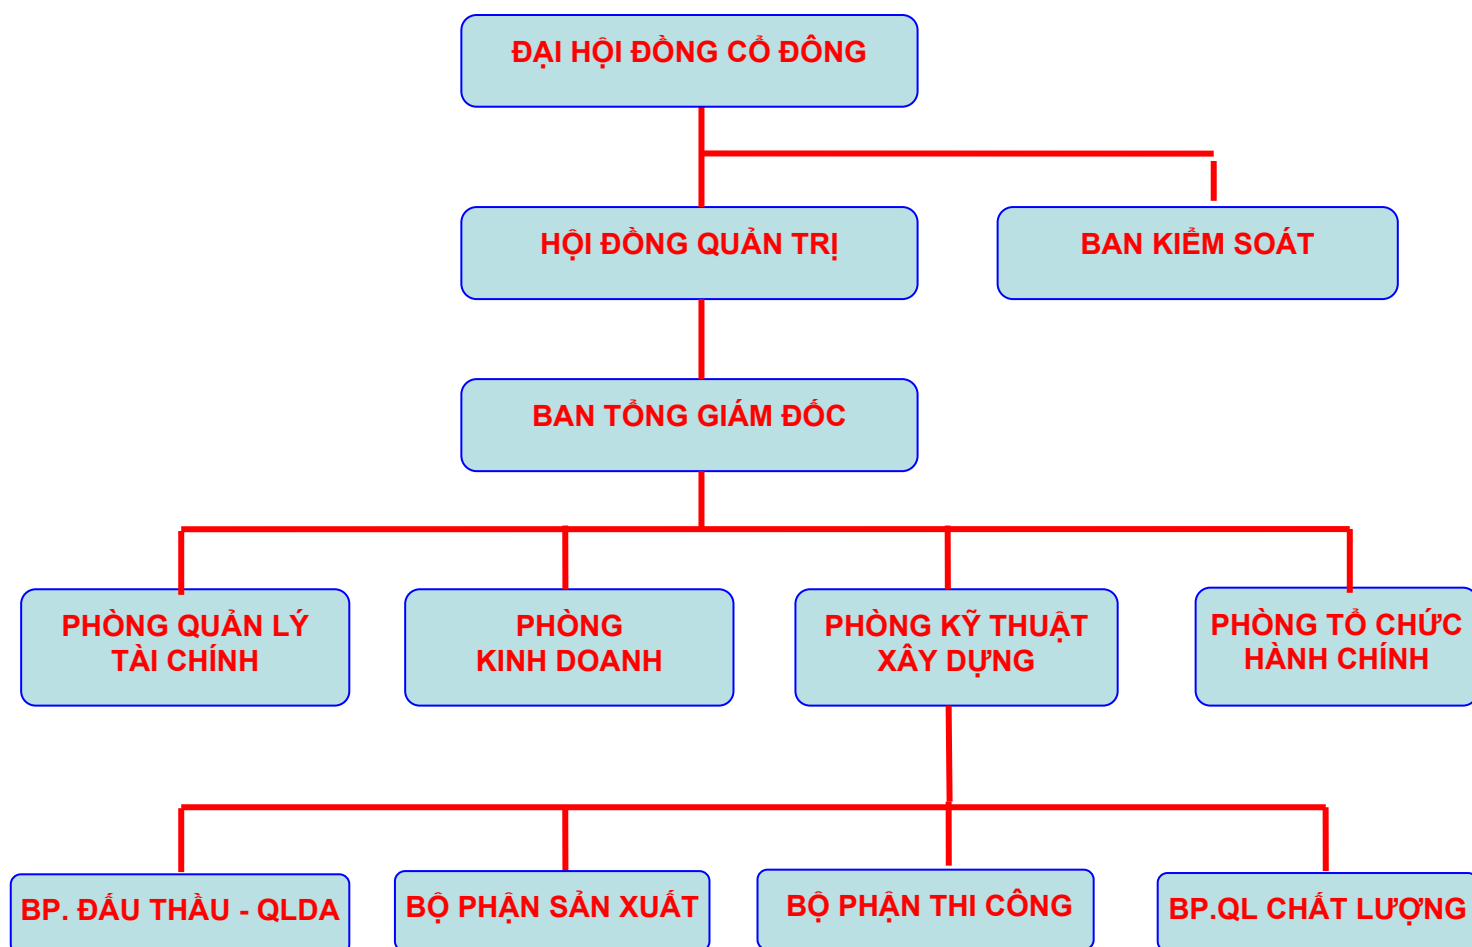 ĐẠI HỘI ĐỒNG CỔ ĐÔNG
HỘI ĐỒNG QUẢN TRỊ
BAN KIỂM SOÁT
BAN TỔNG GIÁM ĐỐC
PHÒNG QUẢN LÝ
TÀI CHÍNH
PHÒNG
KINH DOANH
PHÒNG KỸ THUẬT
XÂY DỰNG
PHÒNG TỔ CHỨC
HÀNH CHÍNH
BP. ĐẤU THẦU - QLDA
BỘ PHẬN SẢN XUẤT
BỘ PHẬN THI CÔNG
BP.QL CHẤT LƯỢNG